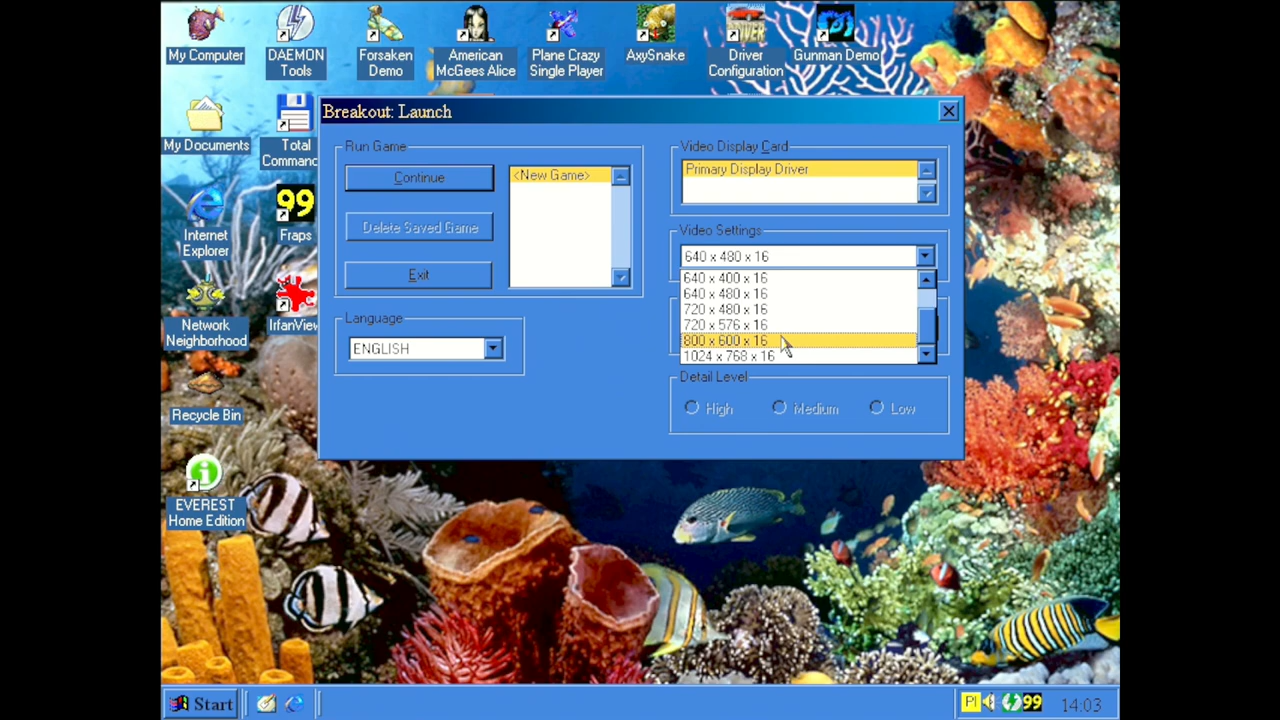 My Computer
DAEMON
Tools
Forsaken
Demo
American
McGees Alice
Plane Crazy
Single Player
AxySnake
Driver
Configuration
Gunman Demo
My Documents
Total
Comman
Internet
Explorer
99
Fraps
Network
Neighborhood
IrfanView
Recycle Bin
EVEREST
Home Edition
Breakout: Launch
Run Game
Continue
Delete Saved Game
Exit
<New Game>
Language
ENGLISH
Video Display Card
Primary Display Driver
Video Settings
640 x 480 x 16
640 x 400 x 16
640 x 480 x 16
720 x 480 x 16
720 x 576 x 16
800 x 600 x 16
1024 x 768 x 16
Detail Level
High
Medium
Low
DRIVER
Start
Pl
99
14:03